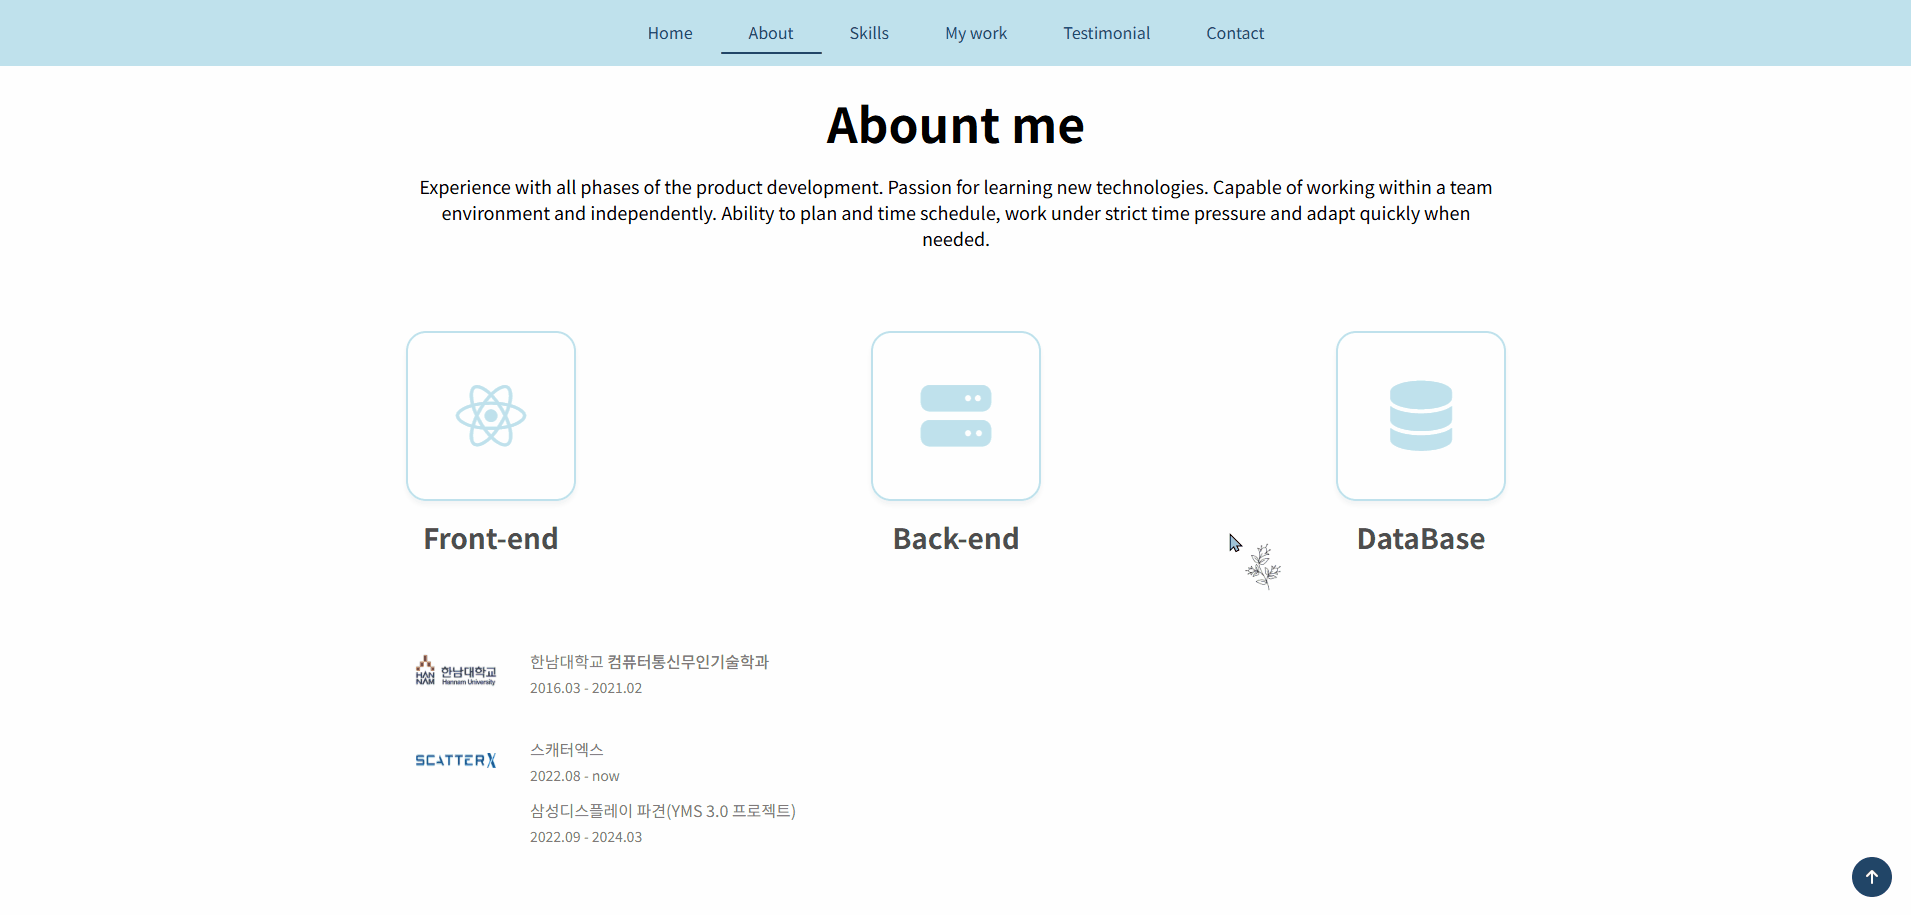 Home About Skills My work Testimonial Contact
Abount me
Experience with all phases of the product development. Passion for learning new technologies. Capable of working within a team
environment and independently. Ability to plan and time schedule, work under strict time pressure and adapt quickly when
needed.
Front-end Back-end DataBase
HAN NAM 한남대학교 Hannam University
한남대학교 컴퓨터통신무인기술학과
2016.03 - 2021.02
SCATTERX
스캐터엑스
2022.08 - now
삼성디스플레이 파견(YMS 3.0 프로젝트)
2022.09 - 2024.03